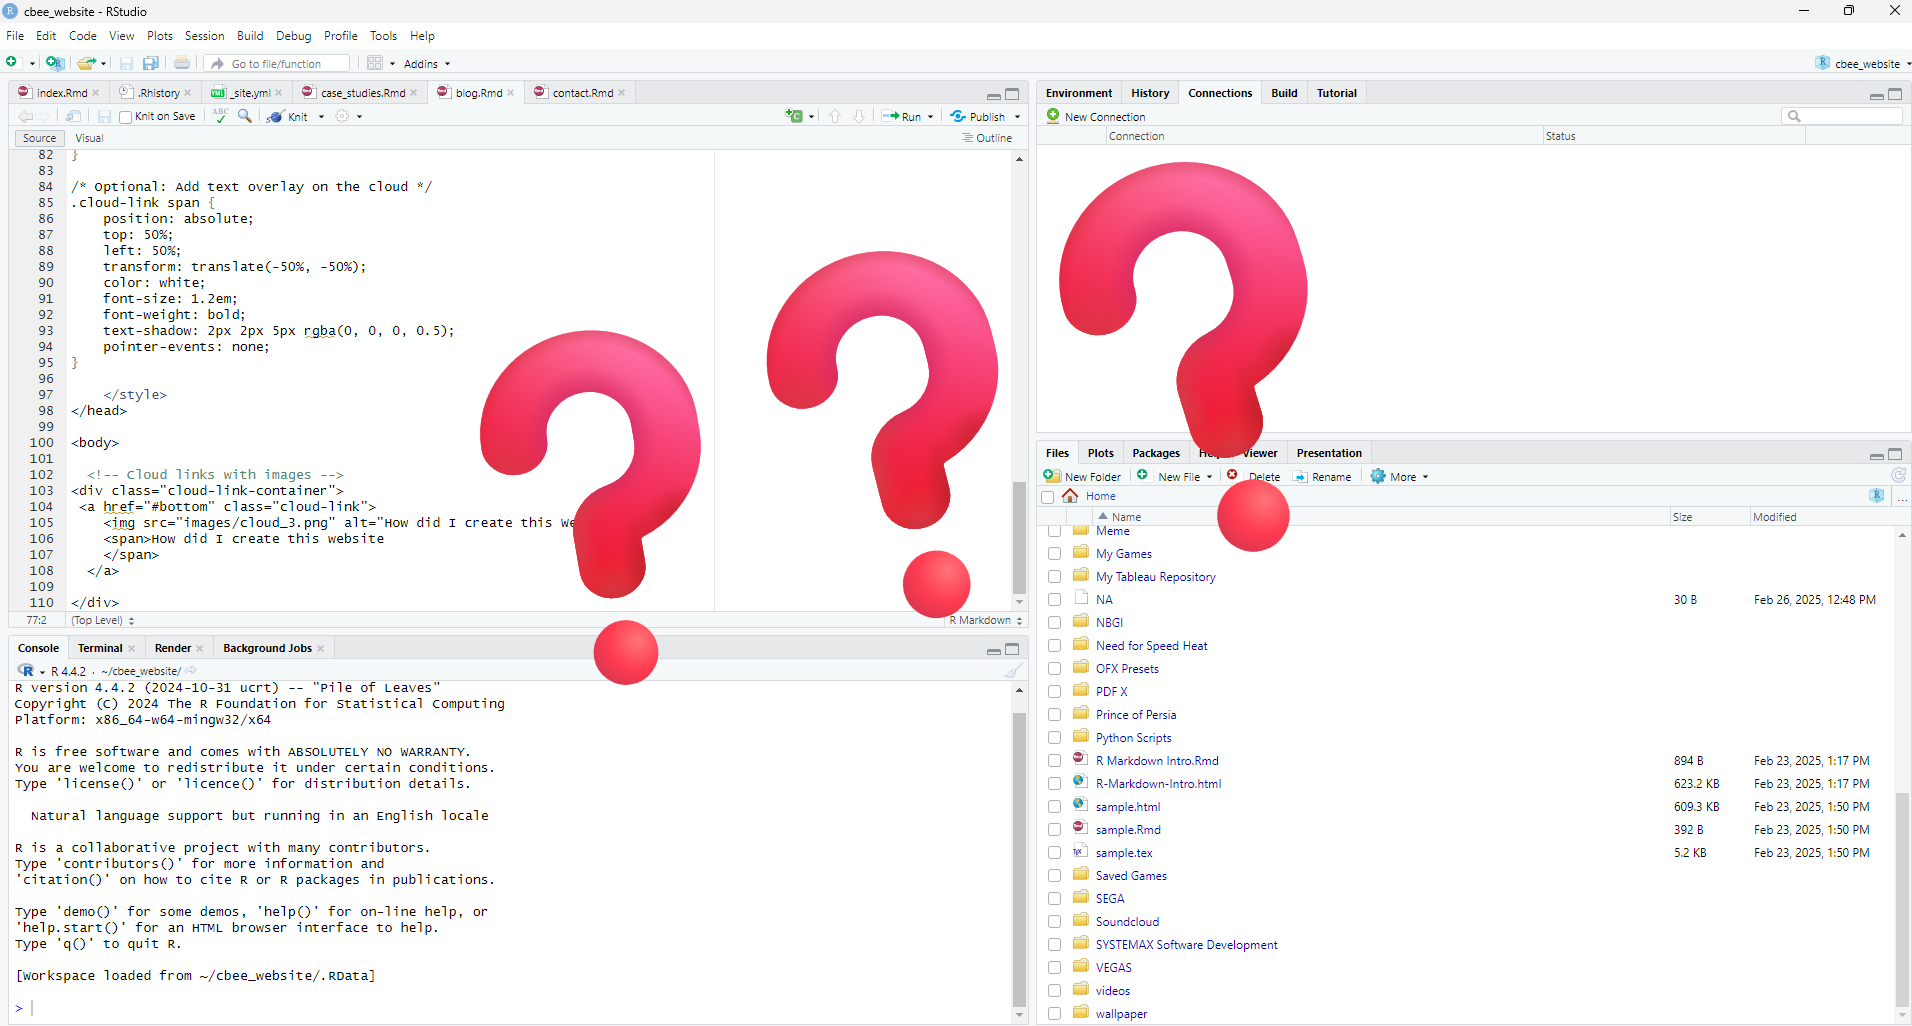 cbee_website - RStudio
File Edit Code View Plots Session Build Debug Profile Tools Help
Go to file/function Addins cbee_website
index.Rmd .Rhistory _site.yml case_studies.Rmd blog.Rmd contact.Rmd
Knit on Save ABC Knit Run Publish
Source Visual Outline
82 }
83
84 /* Optional: Add text overlay on the cloud */
85 .cloud-link span {
86 position: absolute;
87 top: 50%;
88 left: 50%;
89 transform: translate(-50%, -50%);
90 color: white;
91 font-size: 1.2em;
92 font-weight: bold;
93 text-shadow: 2px 2px 5px rgba(0, 0, 0, 0.5);
94 pointer-events: none;
95 }
96
97 </style>
98 </head>
99
100 <body>
101
102 <!-- Cloud links with images -->
103 <div class="cloud-link-container">
104 <a href="#bottom" class="cloud-link">
105 <img src="images/cloud_3.png" alt="How did I create this
106 <span>How did I create this website
107 </span>
108 </a>
109
110 </div>
77:2 (Top Level) R Markdown
Console Terminal Render Background Jobs
R 4.4.2 · ~/cbee_website/
R version 4.4.2 (2024-10-31 ucrt) -- "Pile of Leaves"
Copyright (C) 2024 The R Foundation for Statistical Computing
Platform: x86_64-w64-mingw32/x64
R is free software and comes with ABSOLUTELY NO WARRANTY.
You are welcome to redistribute it under certain conditions.
Type 'license()' or 'licence()' for distribution details.
Natural language support but running in an English locale
R is a collaborative project with many contributors.
Type 'contributors()' for more information and
'citation()' on how to cite R or R packages in publications.
Type 'demo()' for some demos, 'help()' for on-line help, or
'help.start()' for an HTML browser interface to help.
Type 'q()' to quit R.
[Workspace loaded from ~/cbee_website/.RData]
>
Environment History Connections Build Tutorial
New Connection
Connection Status
? ? ?
Files Plots Packages Viewer Presentation
New Folder New File Delete Rename More
Home ...
Name Size Modified
Meme
My Games
My Tableau Repository
NA 30 B Feb 26, 2025, 12:48 PM
NBGI
Need for Speed Heat
OFX Presets
PDF X
Prince of Persia
Python Scripts
R Markdown Intro.Rmd 894 B Feb 23, 2025, 1:17 PM
R-Markdown-Intro.html 623.2 KB Feb 23, 2025, 1:17 PM
sample.html 609.3 KB Feb 23, 2025, 1:50 PM
sample.Rmd 392 B Feb 23, 2025, 1:50 PM
sample.tex 5.2 KB Feb 23, 2025, 1:50 PM
Saved Games
SEGA
Soundcloud
SYSTEMAX Software Development
VEGAS
videos
wallpaper